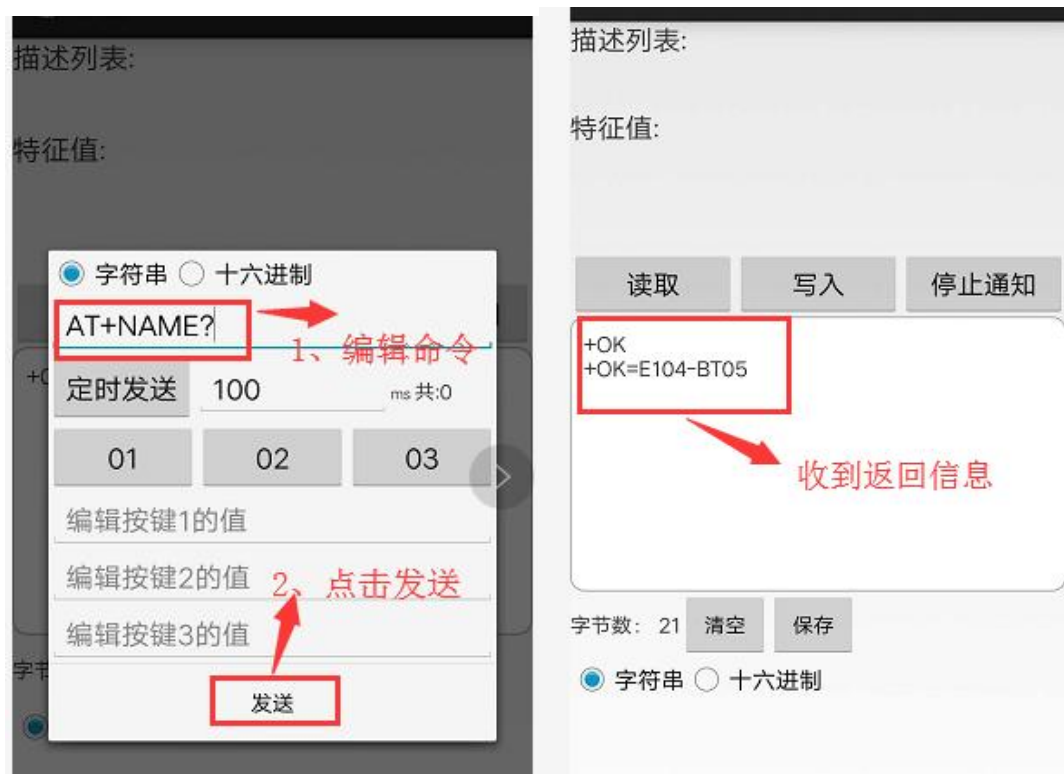 描述列表:
特征值:
字符串 十六进制
AT+NAME?
1、编辑命令
+
定时发送 100 ms 共:0
01 02 03
编辑按键1的值
编辑按键2的值
2、点击发送
编辑按键3的值
字节
发送
描述列表:
特征值:
读取 写入 停止通知
+OK
+OK=E104-BT05
收到返回信息
字节数: 21 清空 保存
字符串 十六进制